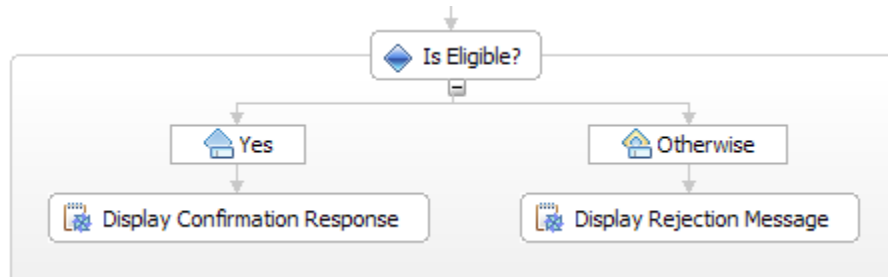 Is Eligible?
Yes
Otherwise
Display Confirmation Response
Display Rejection Message